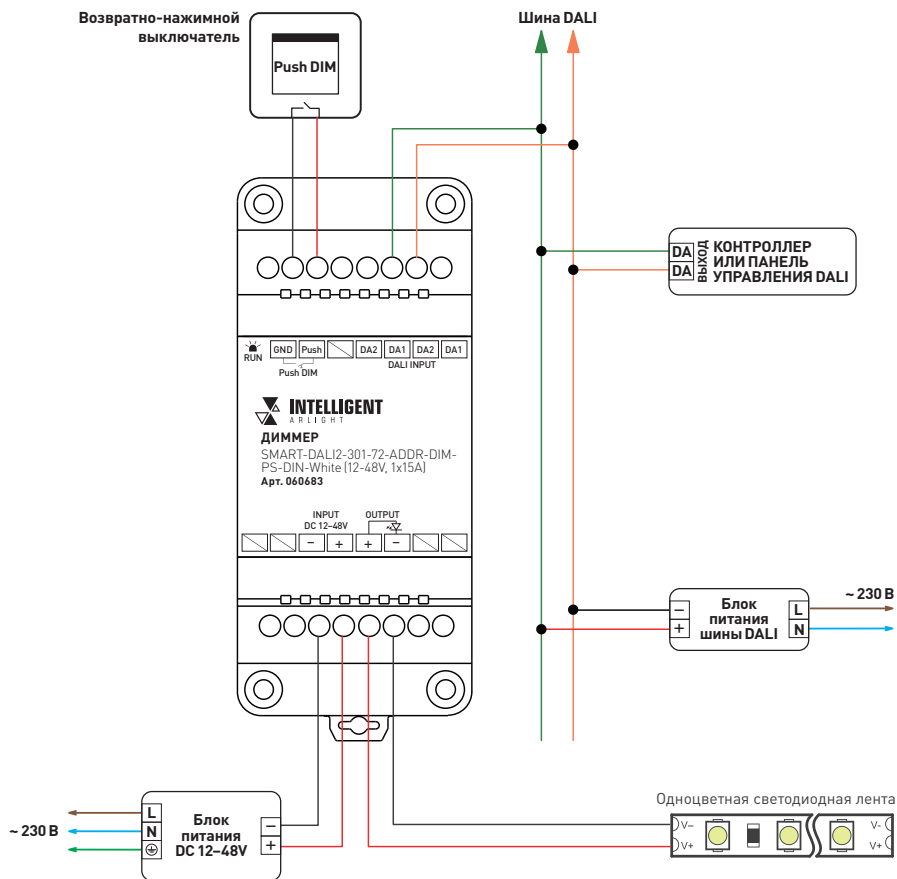 Возвратно-нажимной
выключатель
Push DIM
Шина DALI
DA
DA
ВЫХОД
КОНТРОЛЛЕР
ИЛИ ПАНЕЛЬ
УПРАВЛЕНИЯ DALI
RUN
GND Push DA2 DA1 DA2 DA1
Push DIM
DALI INPUT
INTELLIGENT
ARLIGHT
ДИММЕР
SMART-DALI2-301-72-ADDR-DIM-
PS-DIN-White (12-48V, 1x15A)
Арт. 060683
INPUT
DC 12–48V
OUTPUT
– + + –
– +
Блок
питания
шины DALI
L
N
~ 230 В
~ 230 В
L
N
Блок
питания
DC 12–48V
– +
Одноцветная светодиодная лента
V– V-
V+ V+